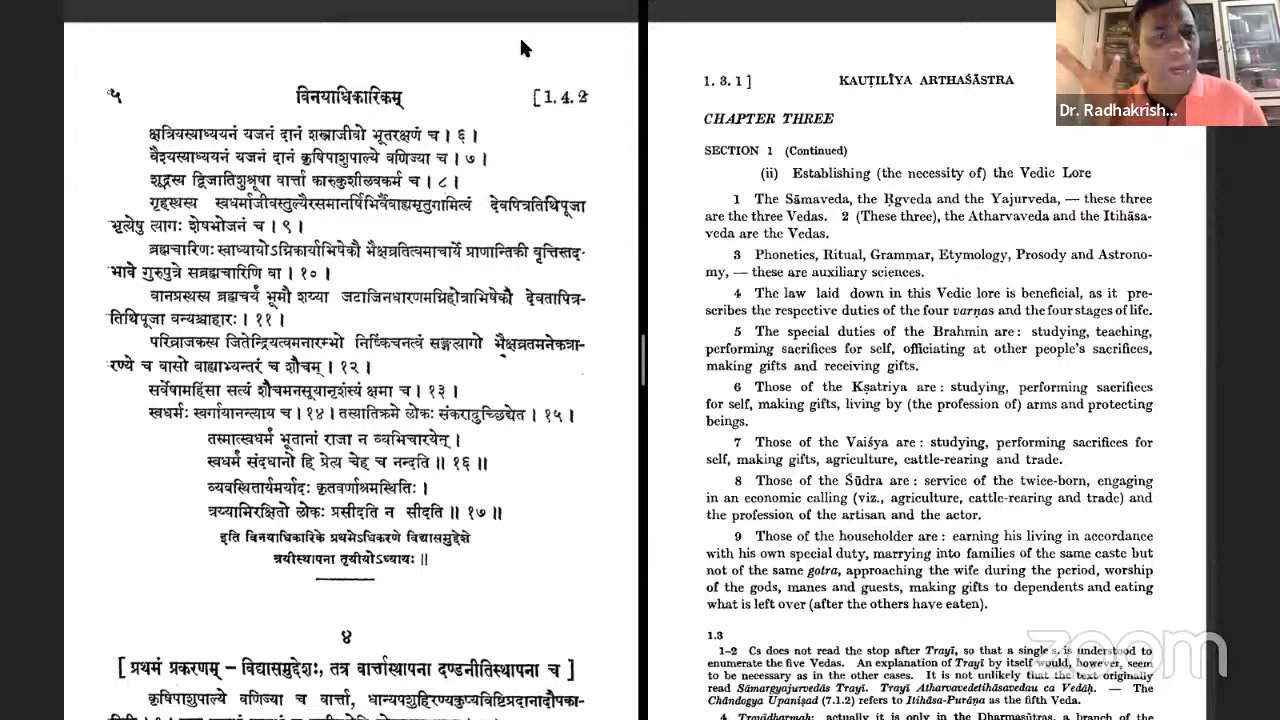 ५ विनयाधिकारिकम् [1.4.2
क्षत्रियस्याध्ययनं यजनं दानं शस्त्राजीवो भूतरक्षणं च । ६ ।
वैश्यस्याध्ययनं यजनं दानं कृषिपाशुपाल्ये वणिज्या च । ७ ।
शूद्रस्य द्विजातिशुश्रूषा वार्त्ता कारुकुशीलवकर्म च । ८ ।
गृहस्थस्य स्वधर्माजीवस्तुल्यैरसमानर्षिभिर्वैवाह्यमृतुगामित्वं देवपित्रतिथिपूजा
भृत्येषु त्यागः शेषभोजनं च । ९ ।
ब्रह्मचारिणः स्वाध्यायोऽग्निकार्याभिषेकौ भैक्षव्रतित्वमाचार्ये प्राणान्तिकी वृत्तिस्तद-
भावे गुरुपुत्रे सब्रह्मचारिणि वा । १० ।
वानप्रस्थस्य ब्रह्मचर्यं भूमौ शय्या जटाजिनधारणमग्निहोत्राभिषेकौ देवतापित्र-
तिथिपूजा वन्यश्चाहारः । ११ ।
परिव्राजकस्य जितेन्द्रियत्वमनारम्भो निष्किंचनत्वं सङ्गत्यागो भैक्षव्रतमनेकत्रा-
रण्ये च वासो बाह्याभ्यन्तरं च शौचम् । १२ ।
सर्वेषामहिंसा सत्यं शौचमनसूयानृशंस्यं क्षमा च । १३ ।
स्वधर्मः स्वर्गायानन्त्याय च । १४ । तस्यातिक्रमे लोकः संकरादुच्छिद्येत । १५ ।
तस्मात्स्वधर्मं भूतानां राजा न व्यभिचारयेत् ।
स्वधर्मं संदधानो हि प्रेत्य चेह च नन्दति ॥ १६ ॥
व्यवस्थितार्यमर्यादः कृतवर्णाश्रमस्थितिः ।
त्रय्याभिरक्षितो लोकः प्रसीदति न सीदति ॥ १७ ॥
इति विनयाधिकारिके प्रथमेऽधिकरणे विद्यासमुद्देशे
त्रयीस्थापना तृतीयोऽध्यायः ॥
४
[ प्रथमं प्रकरणम् – विद्यासमुद्देशः, तत्र वार्त्तास्थापना दण्डनीतिस्थापना च ]
कृषिपाशुपाल्ये वणिज्या च वार्त्ता, धान्यपशुहिरण्यकुप्यविष्टिप्रदानादौपका-
1.3.1] KAUṬILĪYA ARTHAŚĀSTRA
CHAPTER THREE
SECTION 1 (Continued)
(ii) Establishing (the necessity of) the Vedic Lore
1 The Sāmaveda, the Ṛgveda and the Yajurveda, — these three
are the three Vedas. 2 (These three), the Atharvaveda and the Itihāsa-
veda are the Vedas.
3 Phonetics, Ritual, Grammar, Etymology, Prosody and Astrono-
my, — these are auxiliary sciences.
4 The law laid down in this Vedic lore is beneficial, as it pre-
scribes the respective duties of the four varṇas and the four stages of life.
5 The special duties of the Brahmin are: studying, teaching,
performing sacrifices for self, officiating at other people's sacrifices,
making gifts and receiving gifts.
6 Those of the Kṣatriya are: studying, performing sacrifices
for self, making gifts, living by (the profession of) arms and protecting
beings.
7 Those of the Vaiśya are: studying, performing sacrifices for
self, making gifts, agriculture, cattle-rearing and trade.
8 Those of the Śūdra are: service of the twice-born, engaging
in an economic calling (viz., agriculture, cattle-rearing and trade) and
the profession of the artisan and the actor.
9 Those of the householder are: earning his living in accordance
with his own special duty, marrying into families of the same caste but
not of the same gotra, approaching the wife during the period, worship
of the gods, manes and guests, making gifts to dependents and eating
what is left over (after the others have eaten).
1.3
1-2 Cs does not read the stop after Trayī, so that a single s. is understood to
enumerate the five Vedas. An explanation of Trayī by itself would, however, seem
to be necessary as in the other cases. It is not unlikely that the text originally
read Sāmargyajurvedās Trayī. Trayī Atharvavedetihāsavedau ca Vedāḥ. — The
Chāndogya Upaniṣad (7.1.2) refers to Itihāsa-Purāṇa as the fifth Veda.
4 Trayīdharmaḥ: actually it is only in the Dharmasūtras, a branch of the
Dr. Radhakrish...
zoom